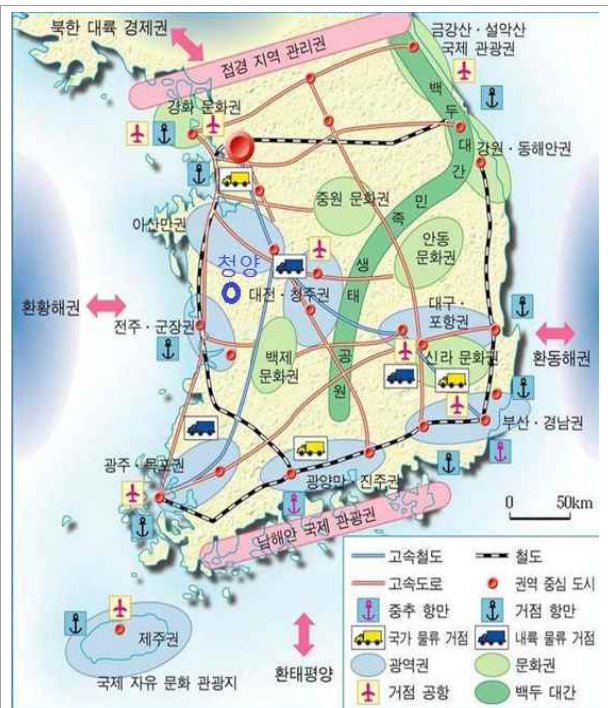 북한 대륙 경제권
접경 지역 관리권
금강산 · 설악산
국제 관광권
강화 문화권
백두대간
강원 · 동해안권
중원 문화권
민족생태공원
아산만권
안동
문화권
청양
대전 · 청주권
대구 ·
포항권
환황해권
전주 · 군장권
백제
문화권
신라 문화권
환동해권
부산 · 경남권
광주 · 목포권
광양만 · 진주권
남해안 국제 관광권
0 50km
제주권
국제 자유 문화 관광지
환태평양
고속철도
철도
고속도로
권역 중심 도시
중추 항만
거점 항만
국가 물류 거점
내륙 물류 거점
광역권
문화권
거점 공항
백두 대간